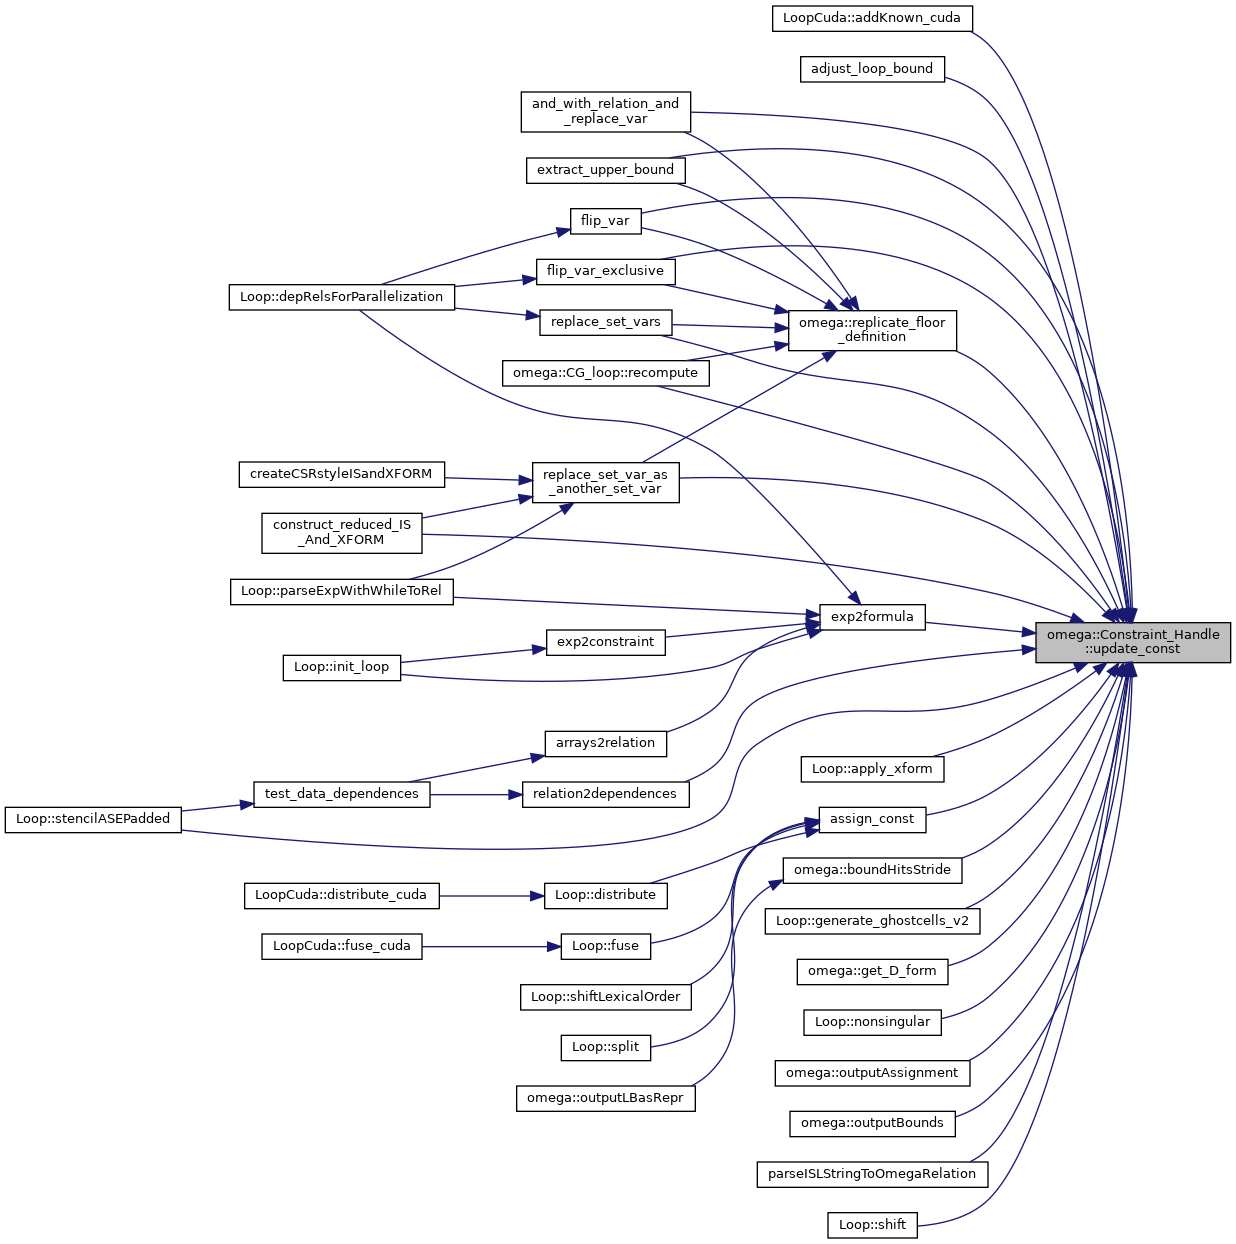 LoopCuda::addKnown_cuda
adjust_loop_bound
and_with_relation_and
_replace_var
extract_upper_bound
flip_var
flip_var_exclusive
Loop::depRelsForParallelization
replace_set_vars
omega::replicate_floor
_definition
omega::CG_loop::recompute
createCSRstyleISandXFORM
replace_set_var_as
_another_set_var
construct_reduced_IS
_And_XFORM
Loop::parseExpWithWhileToRel
exp2formula
omega::Constraint_Handle
::update_const
exp2constraint
Loop::init_loop
arrays2relation
Loop::apply_xform
test_data_dependences
relation2dependences
Loop::stencilASEPadded
assign_const
omega::boundHitsStride
LoopCuda::distribute_cuda
Loop::distribute
Loop::generate_ghostcells_v2
LoopCuda::fuse_cuda
Loop::fuse
omega::get_D_form
Loop::shiftLexicalOrder
Loop::nonsingular
Loop::split
omega::outputAssignment
omega::outputLBasRepr
omega::outputBounds
parseISLStringToOmegaRelation
Loop::shift